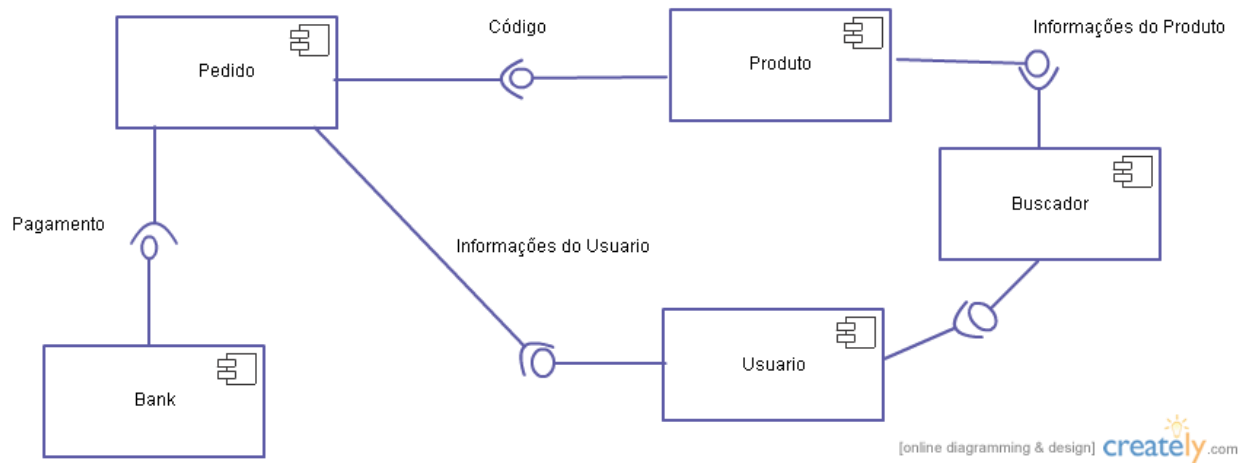 Código
Informações do Produto
Pedido
Produto
Buscador
Pagamento
Informações do Usuario
Usuario
Bank
[online diagramming & design] creately.com